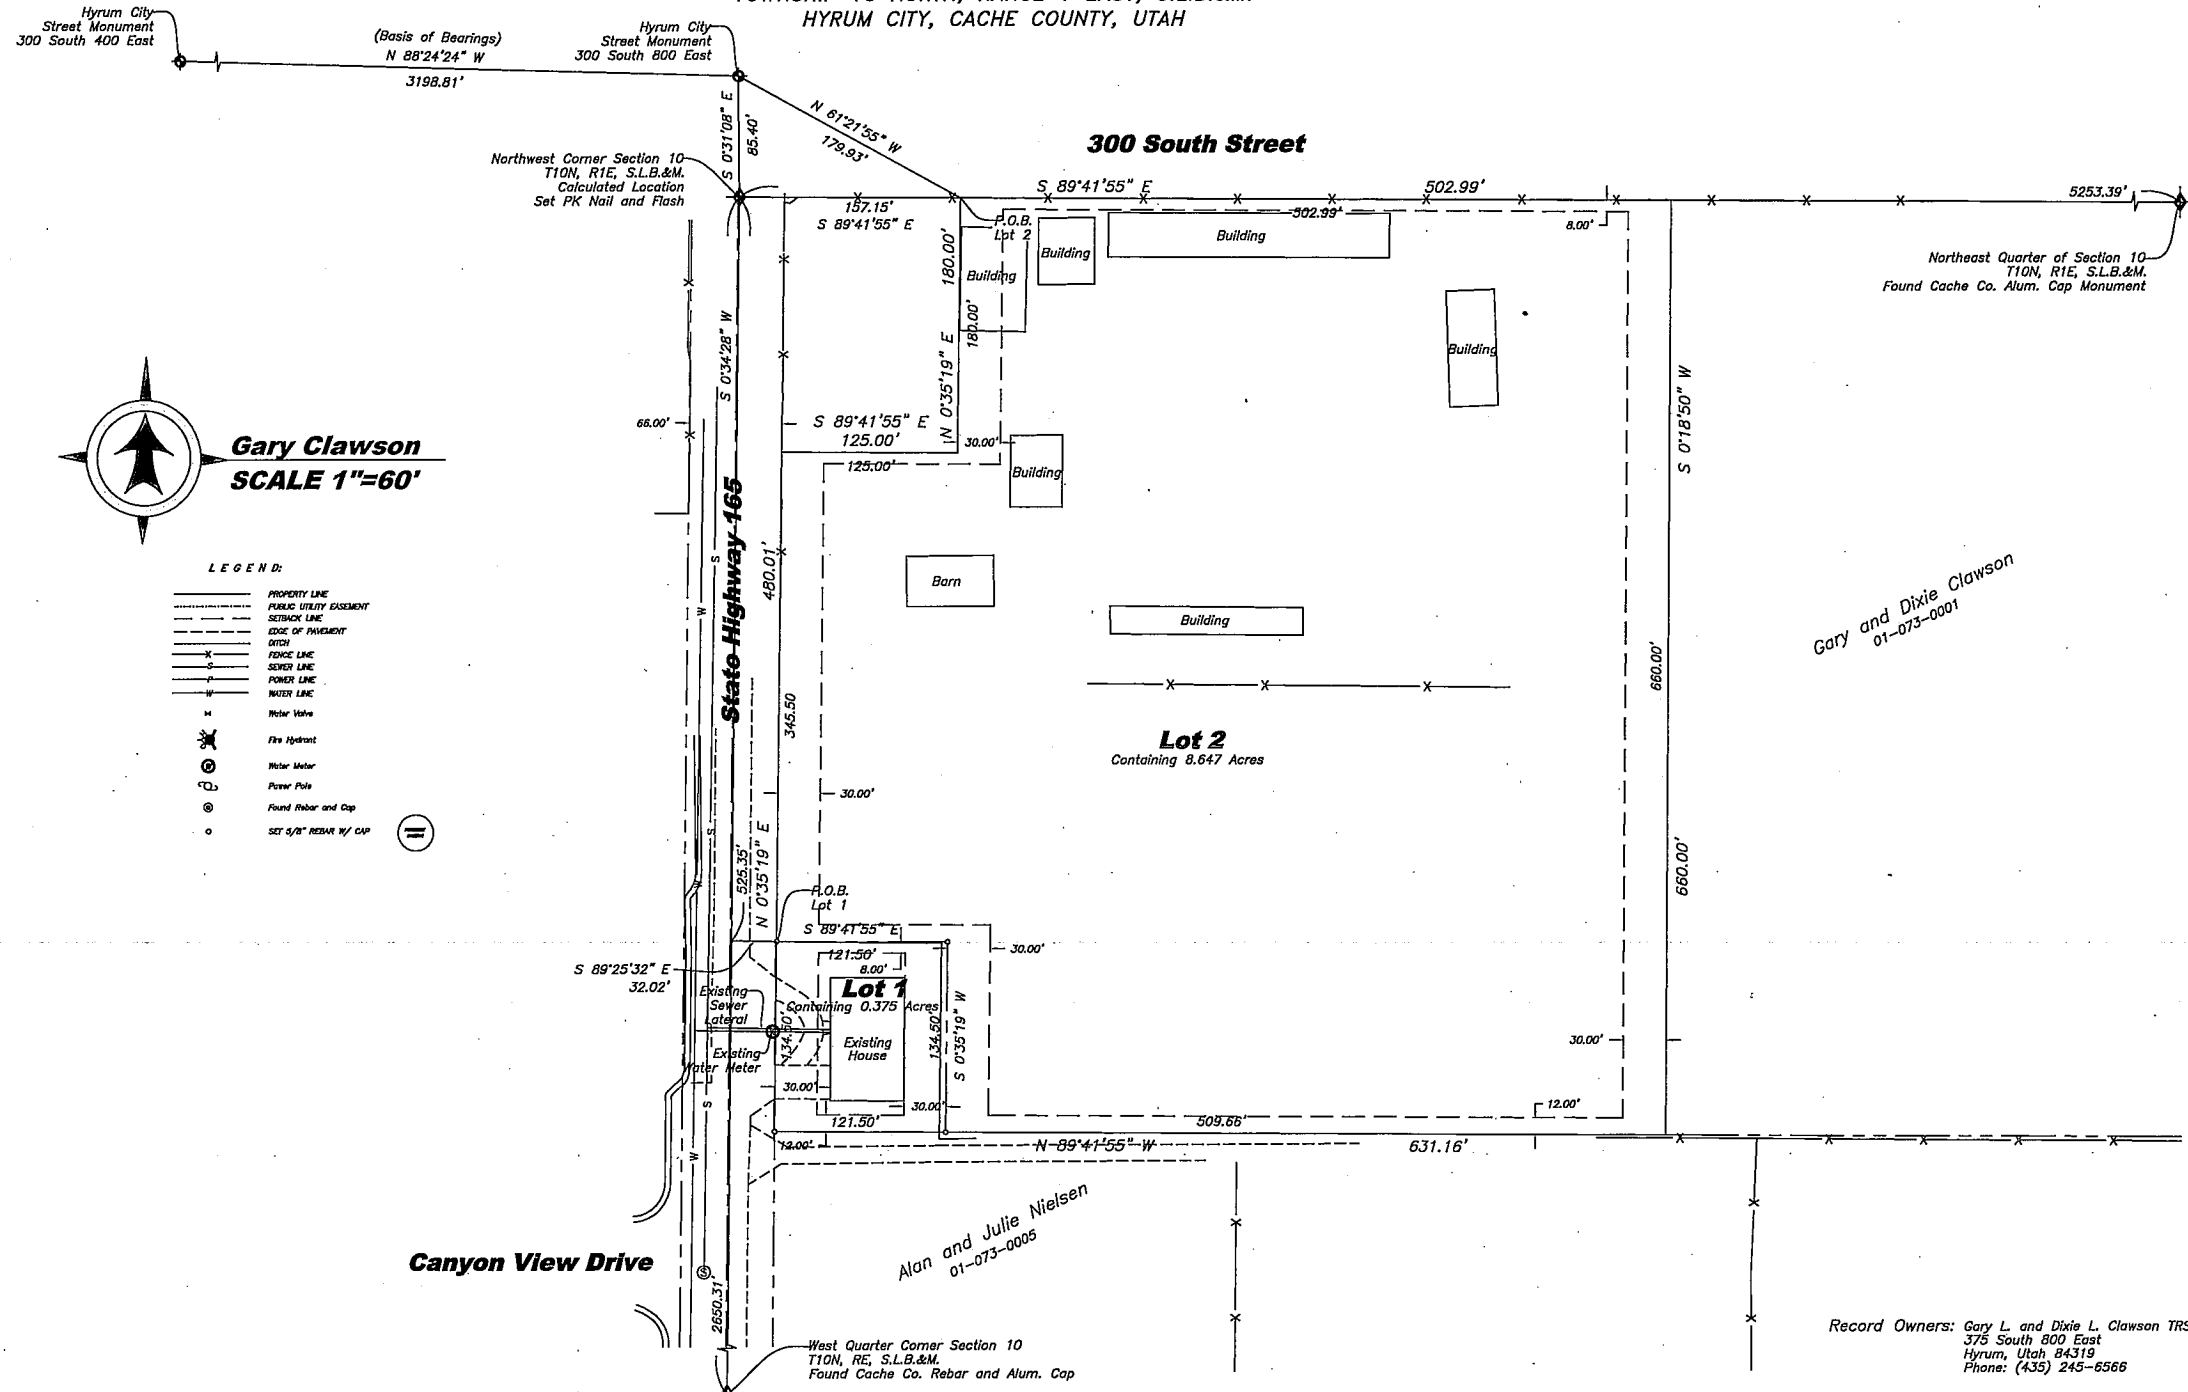 HYRUM CITY, CACHE COUNTY, UTAH
Hyrum City
Street Monument
300 South 400 East
(Basis of Bearings)
N 88°24'24" W
3198.81'
Hyrum City
Street Monument
300 South 800 East
S 0°31'08" E
85.40'
N 61°21'55" W
179.93'
300 South Street
Northwest Corner Section 10
T10N, R1E, S.L.B.&M.
Calculated Location
Set PK Nail and Flash
157.15'
S 89°41'55" E
S 89°41'55" E
502.99'
502.99'
5253.39'
8.00'
P.O.B.
Lot 2
Building
Building
Building
Building
Northeast Quarter of Section 10
T10N, R1E, S.L.B.&M.
Found Cache Co. Alum. Cap Monument
180.00'
180.00'
N 0°35'19" E
S 0°34'28" W
66.00'
S 89°41'55" E
125.00'
125.00'
30.00'
Building
S 0°18'50" W
Gary Clawson
SCALE 1"=60'
State Highway 165
480.01'
Barn
Building
LEGEND:
PROPERTY LINE
PUBLIC UTILITY EASEMENT
SETBACK LINE
EDGE OF PAVEMENT
DITCH
X FENCE LINE
S SEWER LINE
P POWER LINE
W WATER LINE
Water Valve
Fire Hydrant
Water Meter
Power Pole
Found Rebar and Cap
SET 5/8" REBAR W/ CAP
Gary and Dixie Clawson
01-073-0001
660.00'
660.00'
345.50
Lot 2
Containing 8.647 Acres
30.00'
525.35'
N 0°35'19" E
P.O.B.
Lot 1
S 89°41'55" E
121.50'
8.00'
30.00'
S 89°25'32" E
32.02'
Lot 1
Containing 0.375 Acres
Existing
Sewer
Lateral
134.50'
134.50'
S 0°35'19" W
Existing
House
Existing
Water Meter
30.00'
30.00'
30.00'
12.00'
121.50'
509.66'
12.00'
N 89°41'55" W
631.16'
Alan and Julie Nielsen
01-073-0005
Canyon View Drive
S
2650.31'
West Quarter Corner Section 10
T10N, RE, S.L.B.&M.
Found Cache Co. Rebar and Alum. Cap
Record Owners: Gary L. and Dixie L. Clawson TRS
375 South 800 East
Hyrum, Utah 84319
Phone: (435) 245-6566